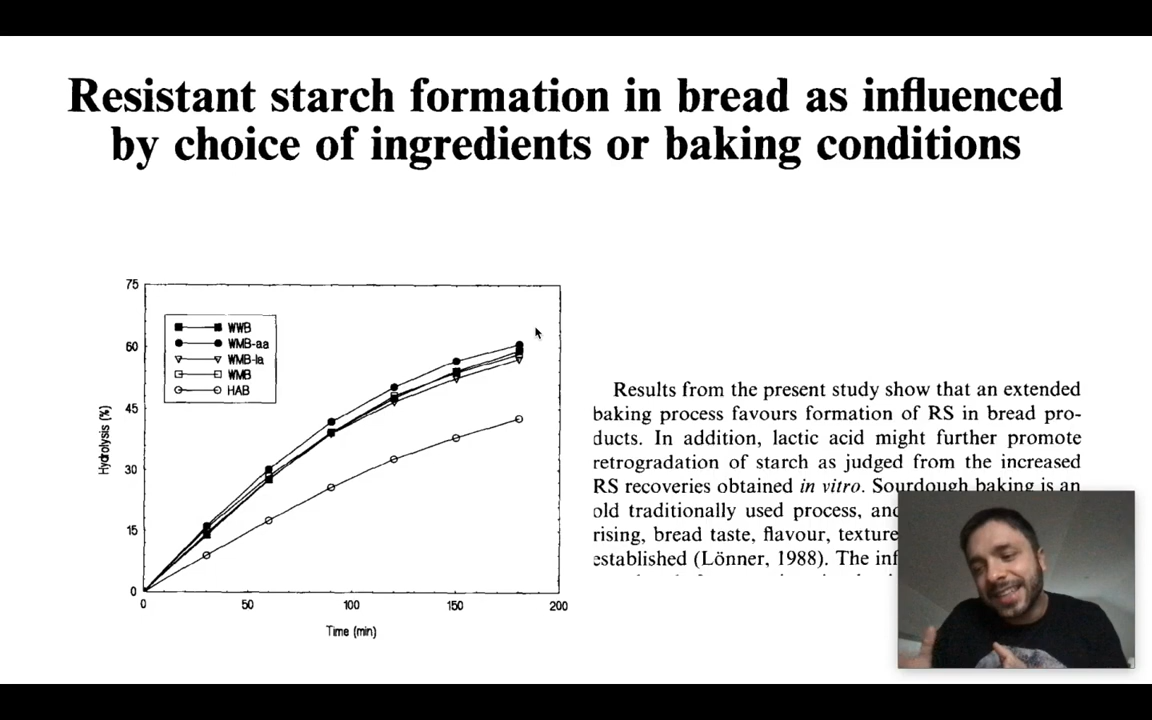 Resistant starch formation in bread as influenced
by choice of ingredients or baking conditions
75
60
45
30
15
0
Hydrolysis (%)
WWB
WMB-aa
WMB-la
WMB
HAB
0
50
100
150
200
Time (min)
Results from the present study show that an extended
baking process favours formation of RS in bread pro-
ducts. In addition, lactic acid might further promote
retrogradation of starch as judged from the increased
RS recoveries obtained in vitro. Sourdough baking is an
old traditionally used process, and
rising, bread taste, flavour, texture
established (Lönner, 1988). The